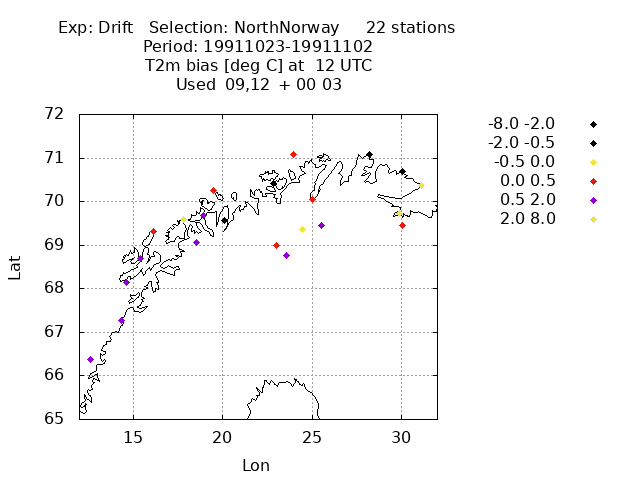 Exp: Drift   Selection: NorthNorway     22 stations
Period: 19911023-19911102
T2m bias [deg C] at  12 UTC
Used  09,12  + 00 03
72
71
70
69
68
67
66
65
15 20 25 30
Lat
Lon
-8.0 -2.0
-2.0 -0.5
-0.5 0.0
0.0 0.5
0.5 2.0
2.0 8.0